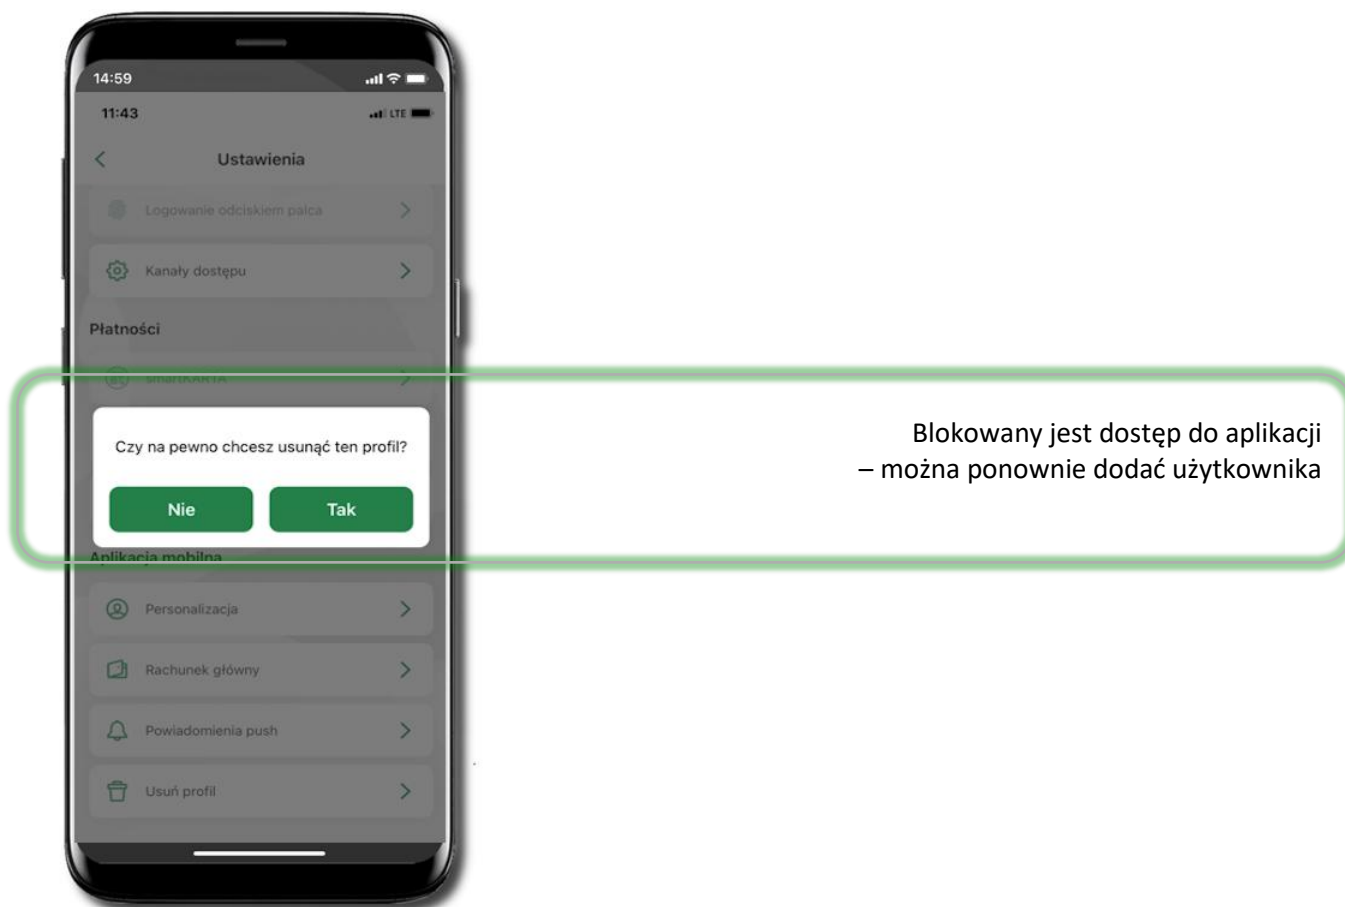 14:59
11:43
LTE
Ustawienia
Logowanie odciskiem palca
Kanały dostępu
Płatności
smartKARTA
Czy na pewno chcesz usunąć ten profil?
Nie
Tak
Blokowany jest dostęp do aplikacji
– można ponownie dodać użytkownika
Aplikacja mobilna
Personalizacja
Rachunek główny
Powiadomienia push
Usuń profil